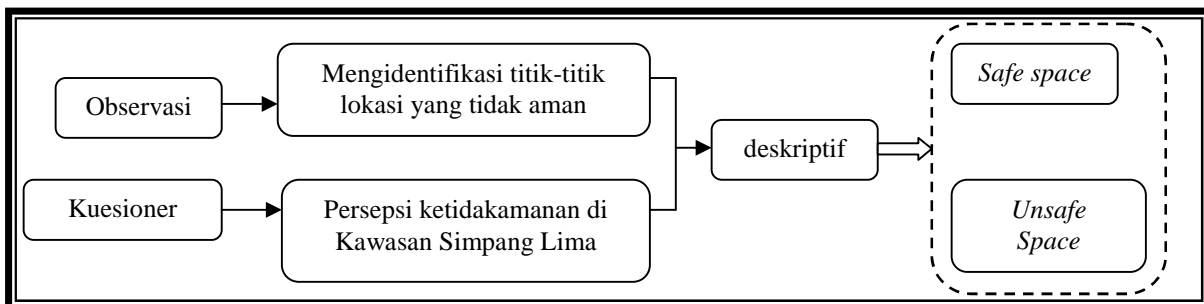 Observasi
Mengidentifikasi titik-titik
lokasi yang tidak aman
Kuesioner
Persepsi ketidakamanan di
Kawasan Simpang Lima
deskriptif
Safe space
Unsafe
Space